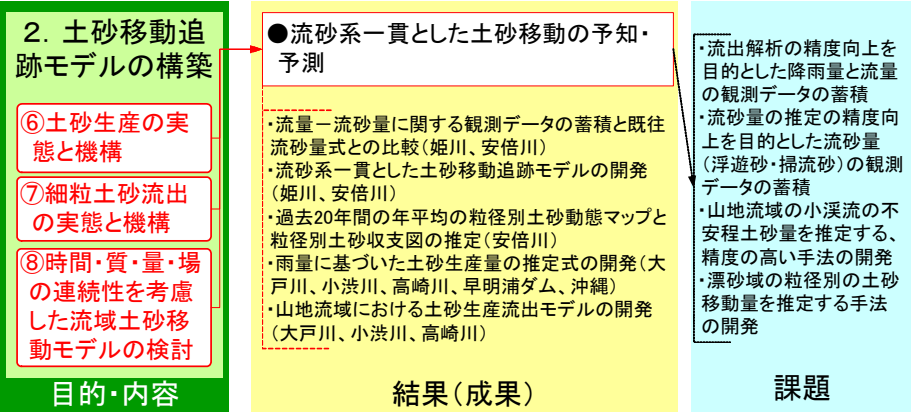 ２．土砂移動追
跡モデルの構築
⑥土砂生産の実
態と機構
⑦細粒土砂流出
の実態と機構
⑧時間・質・量・場
の連続性を考慮
した流域土砂移
動モデルの検討
目的・内容
●流砂系一貫とした土砂移動の予知・
予測
・流量－流砂量に関する観測データの蓄積と既往
流砂量式との比較（姫川、安倍川）
・流砂系一貫とした土砂移動追跡モデルの開発
（姫川、安倍川）
・過去20年間の年平均の粒径別土砂動態マップと
粒径別土砂収支図の推定（安倍川）
・雨量に基づいた土砂生産量の推定式の開発（大
戸川、小渋川、高崎川、早明浦ダム、沖縄）
・山地流域における土砂生産流出モデルの開発
（大戸川、小渋川、高崎川）
結果（成果）
・流出解析の精度向上を
目的とした降雨量と流量
の観測データの蓄積
・流砂量の推定の精度向
上を目的とした流砂量
（浮遊砂・掃流砂）の観測
データの蓄積
・山地流域の小渓流の不
安程土砂量を推定する、
精度の高い手法の開発
・漂砂域の粒径別の土砂
移動量を推定する手法
の開発
課題